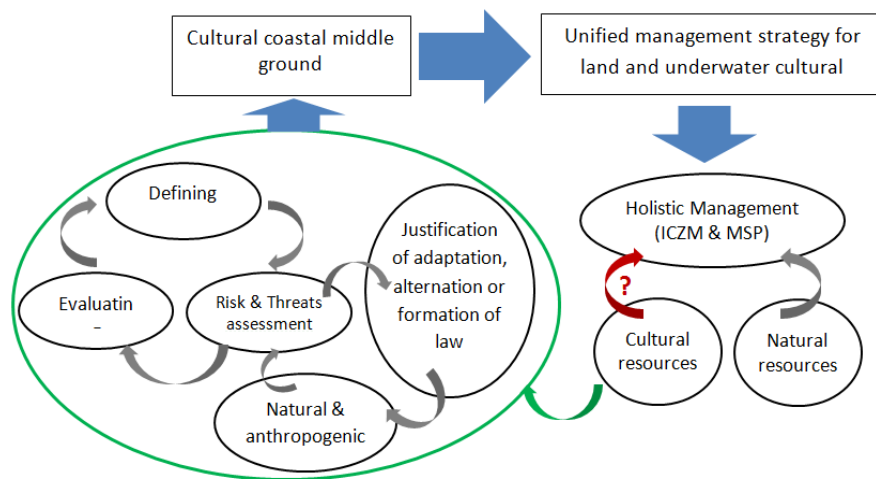 Cultural coastal middle
ground
Unified management strategy for
land and underwater cultural
Defining
Justification
of adaptation,
alternation or
formation of
law
Evaluatin
-
Risk & Threats
assessment
Natural &
anthropogenic
Holistic Management
(ICZM & MSP)
?
Cultural
resources
Natural
resources